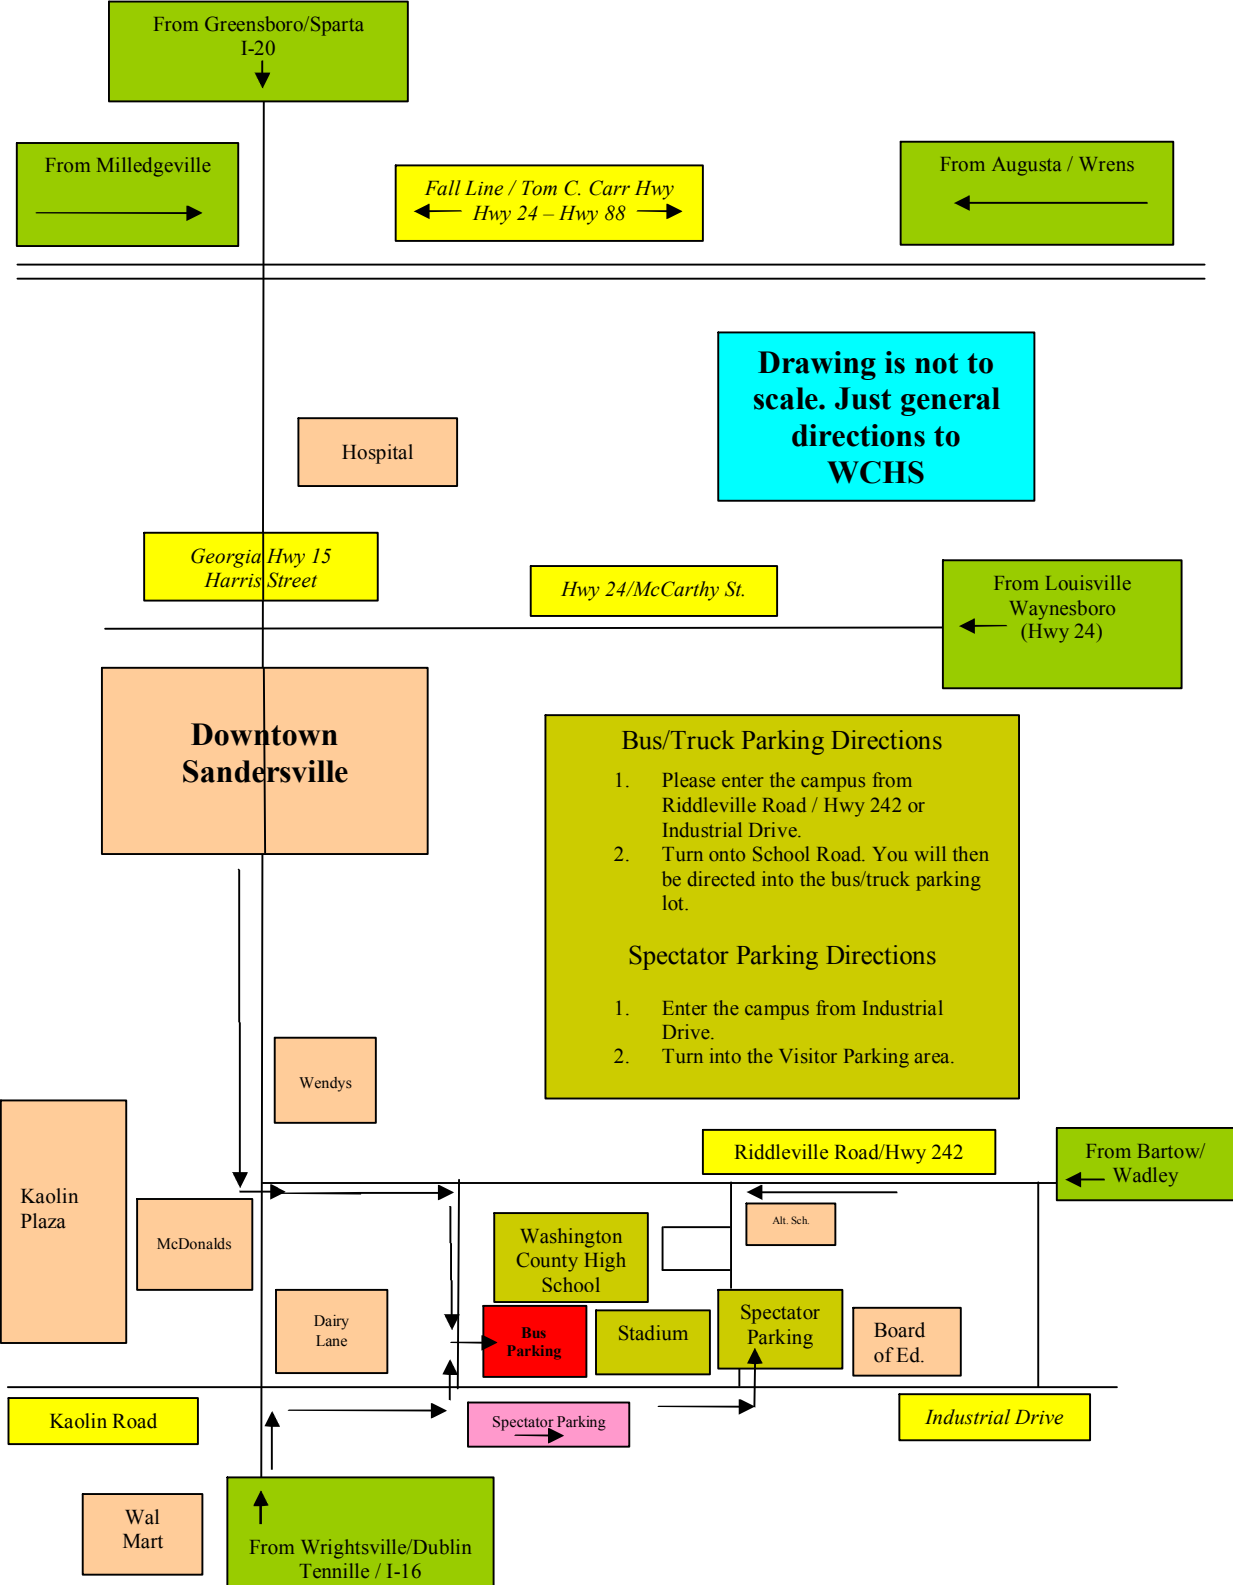 From Greensboro/Sparta
I-20
From Milledgeville
Fall Line / Tom C. Carr Hwy
Hwy 24 – Hwy 88
From Augusta / Wrens
Drawing is not to
scale. Just general
directions to
WCHS
Hospital
Georgia Hwy 15
Harris Street
Hwy 24/McCarthy St.
From Louisville
Waynesboro
(Hwy 24)
Downtown
Sandersville
Bus/Truck Parking Directions
1. Please enter the campus from
Riddleville Road / Hwy 242 or
Industrial Drive.
2. Turn onto School Road. You will then
be directed into the bus/truck parking
lot.
Spectator Parking Directions
1. Enter the campus from Industrial
Drive.
2. Turn into the Visitor Parking area.
Wendys
Riddleville Road/Hwy 242
From Bartow/
Wadley
Kaolin
Plaza
McDonalds
Washington
County High
School
Alt. Sch.
Dairy
Lane
Bus
Parking
Stadium
Spectator
Parking
Board
of Ed.
Kaolin Road
Spectator Parking
Industrial Drive
Wal
Mart
From Wrightsville/Dublin
Tennille / I-16